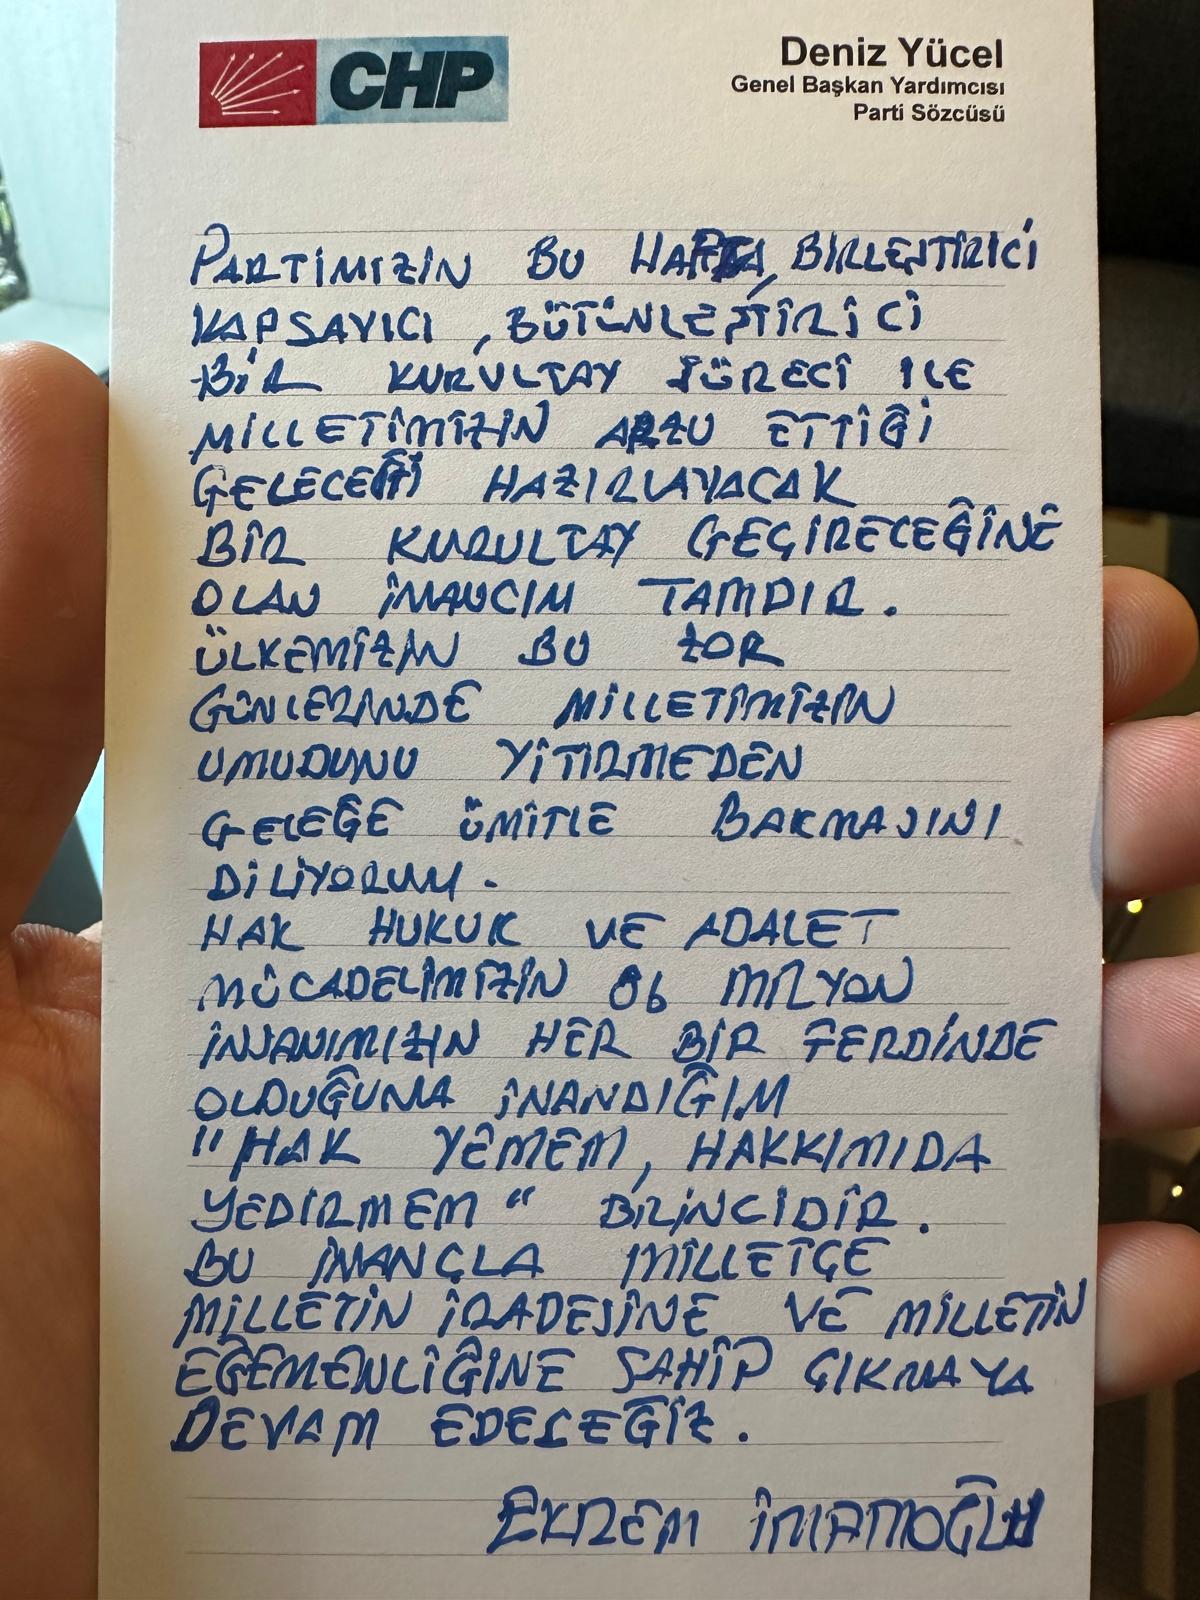 CHP
Deniz Yücel
Genel Başkan Yardımcısı
Parti Sözcüsü
PARTİMİZİN BU HAFTA, BİRLEŞTİRİCİ
KAPSAYICI, BÜTÜNLEŞTİRİCİ
BİR KURULTAY SÜRECİ İLE
MİLLETİMİZİN ARZU ETTİĞİ
GELECEĞİ HAZIRLAYACAK
BİR KURULTAY GEÇİRECEĞİNE
OLAN İNANCIM TAMDIR.
ÜLKEMİZİN BU ZOR
GÜNLERİNDE MİLLETİMİZİN
UMUDUNU YİTİRMEDEN
GELEĞE ÜMİTLE BAKMASINI
DİLİYORUM.
HAK HUKUK VE ADALET
MÜCADELİMİZİN 86 MİLYON
İNSANIMIZIN HER BİR FERDİNDE
OLDUĞUNA İNANDIĞIM
"HAK YEMEM, HAKKIMIDA
YEDİRMEM" BİLİNCİDİR.
BU İNANÇLA MİLLETÇE
MİLLETİN İRADESİNE VE MİLLETİN
EĞEMENLİĞİNE SAHİP ÇIKMAYA
DEVAM EDECEĞİZ.
EKREM İMAMOĞLU